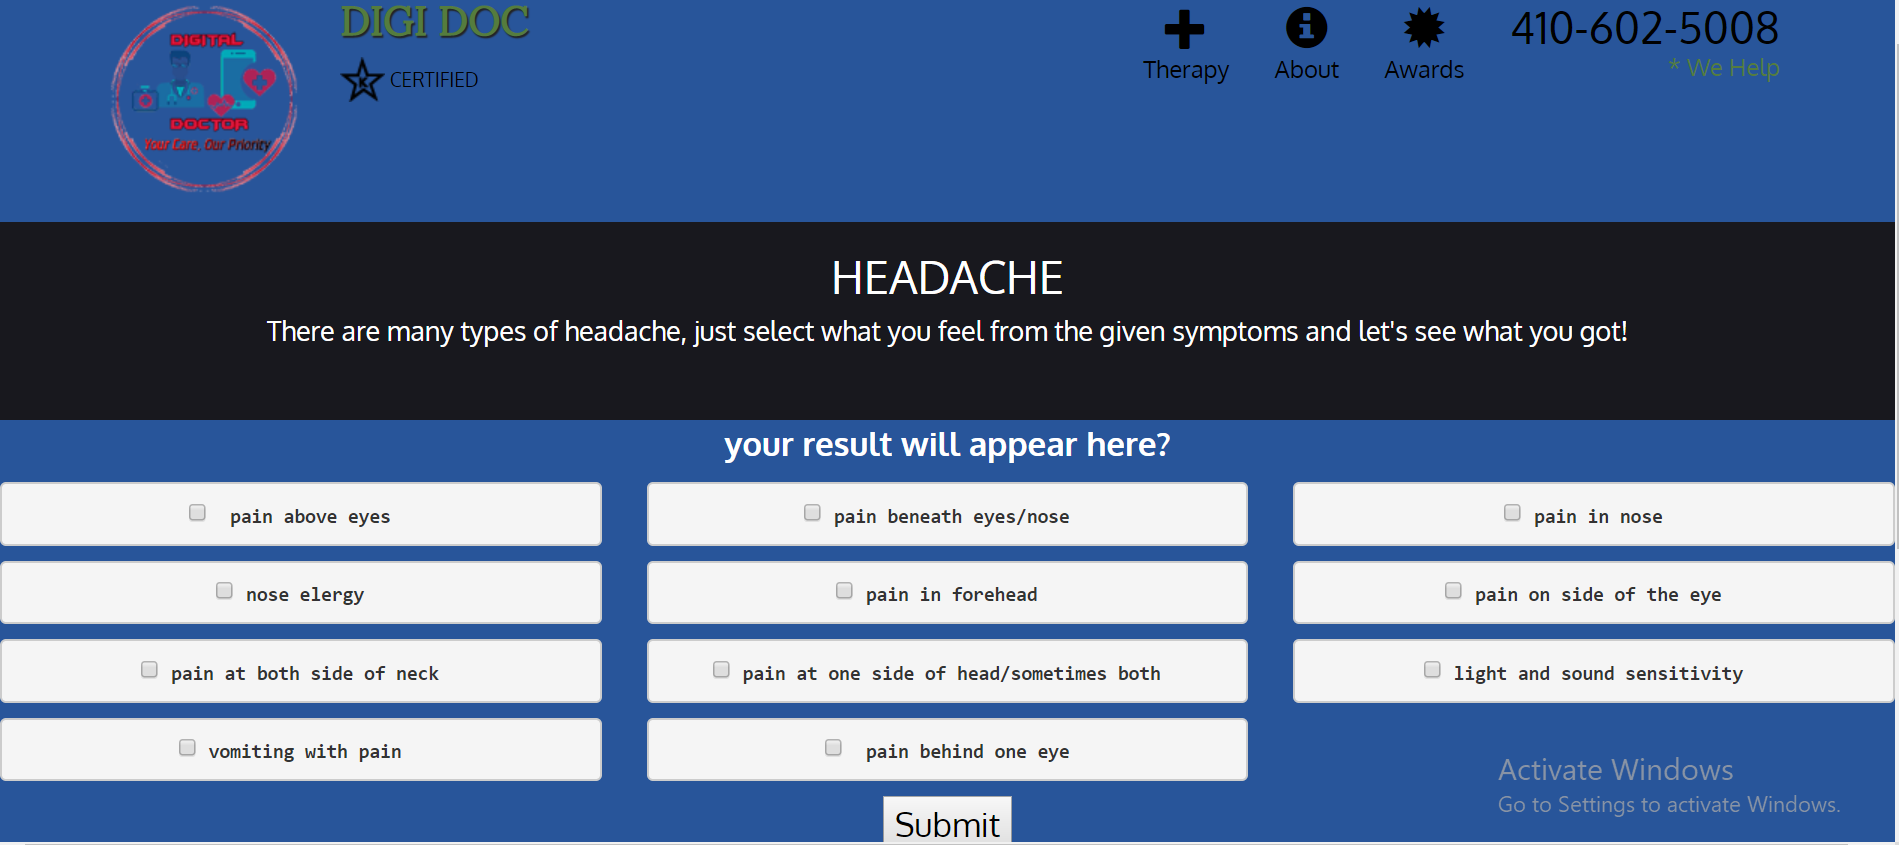 DIGITAL
DOCTOR
Your Care, Our Priority
DIGI DOC
K CERTIFIED
Therapy
About
Awards
410-602-5008
* We Help
HEADACHE
There are many types of headache, just select what you feel from the given symptoms and let's see what you got!
your result will appear here?
pain above eyes
pain beneath eyes/nose
pain in nose
nose elergy
pain in forehead
pain on side of the eye
pain at both side of neck
pain at one side of head/sometimes both
light and sound sensitivity
vomiting with pain
pain behind one eye
Submit
Activate Windows
Go to Settings to activate Windows.